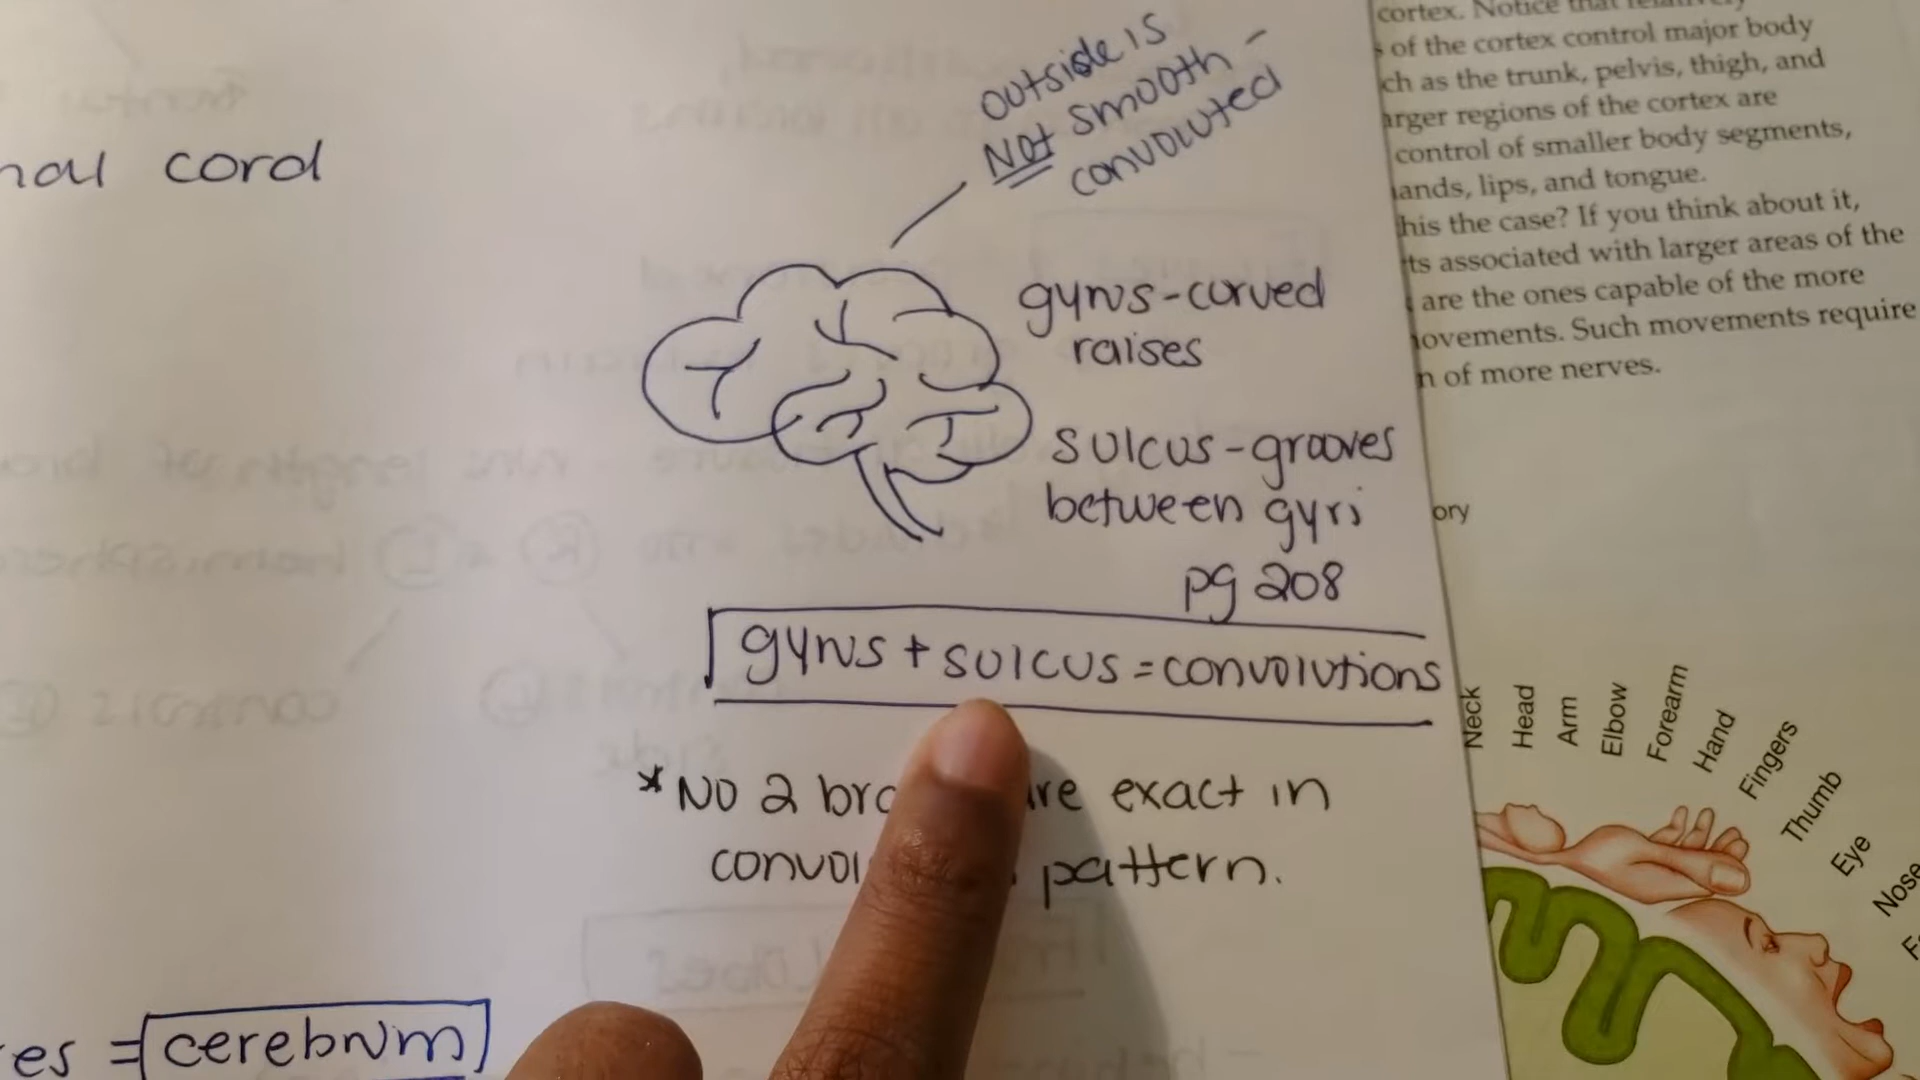 nal cord
outside is
NOT smooth -
convoluted
gyrus-curved
raises
sulcus-grooves
between gyri
pg 208
gyrus + sulcus = convolutions
*No 2 are exact in
pattern.
es = cerebrum
cortex. Notice that
of the cortex control major body
ch as the trunk, pelvis, thigh, and
arger regions of the cortex are
control of smaller body segments,
ands, lips, and tongue.
his the case? If you think about it,
ts associated with larger areas of the
are the ones capable of the more
ovements. Such movements require
n of more nerves.
ory
Neck
Head
Arm
Elbow
Forearm
Hand
Fingers
Thumb
Eye
Nose